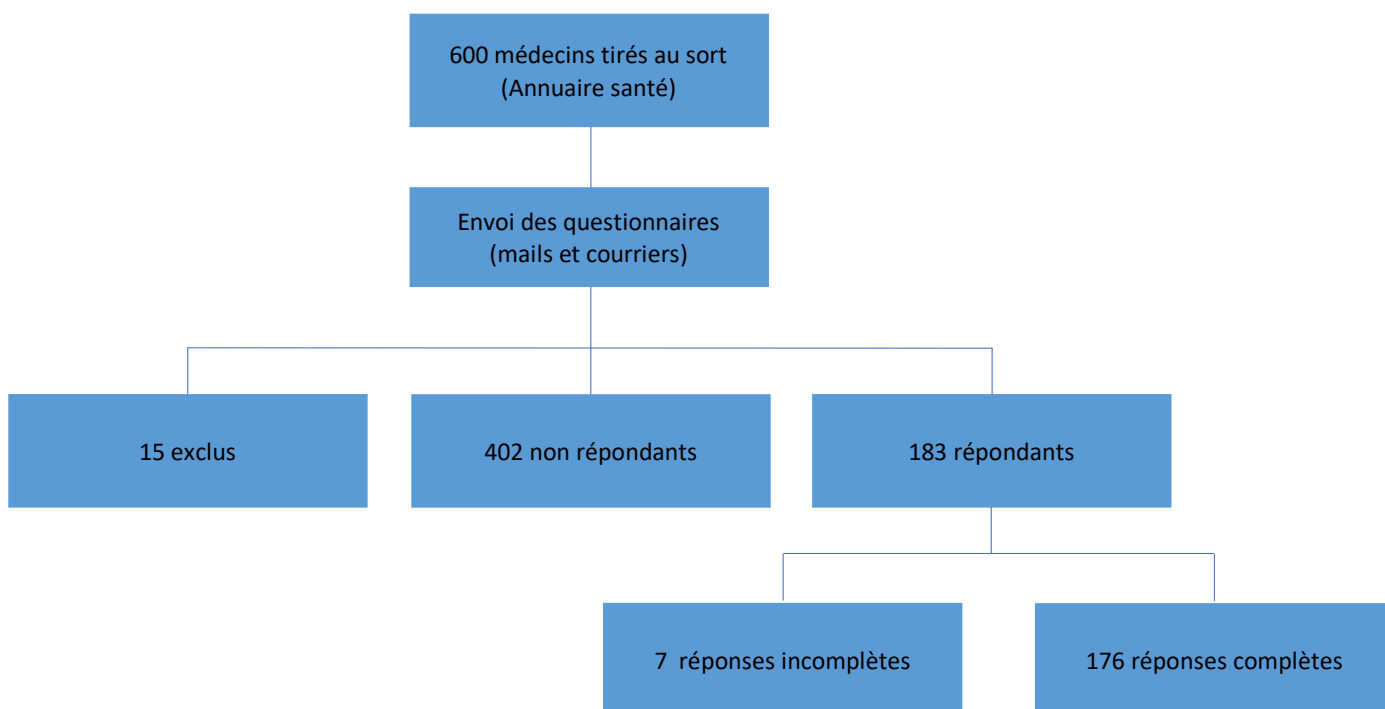 600 médecins tirés au sort
(Annuaire santé)
Envoi des questionnaires
(mails et courriers)
15 exclus
402 non répondants
183 répondants
7 réponses incomplètes
176 réponses complètes